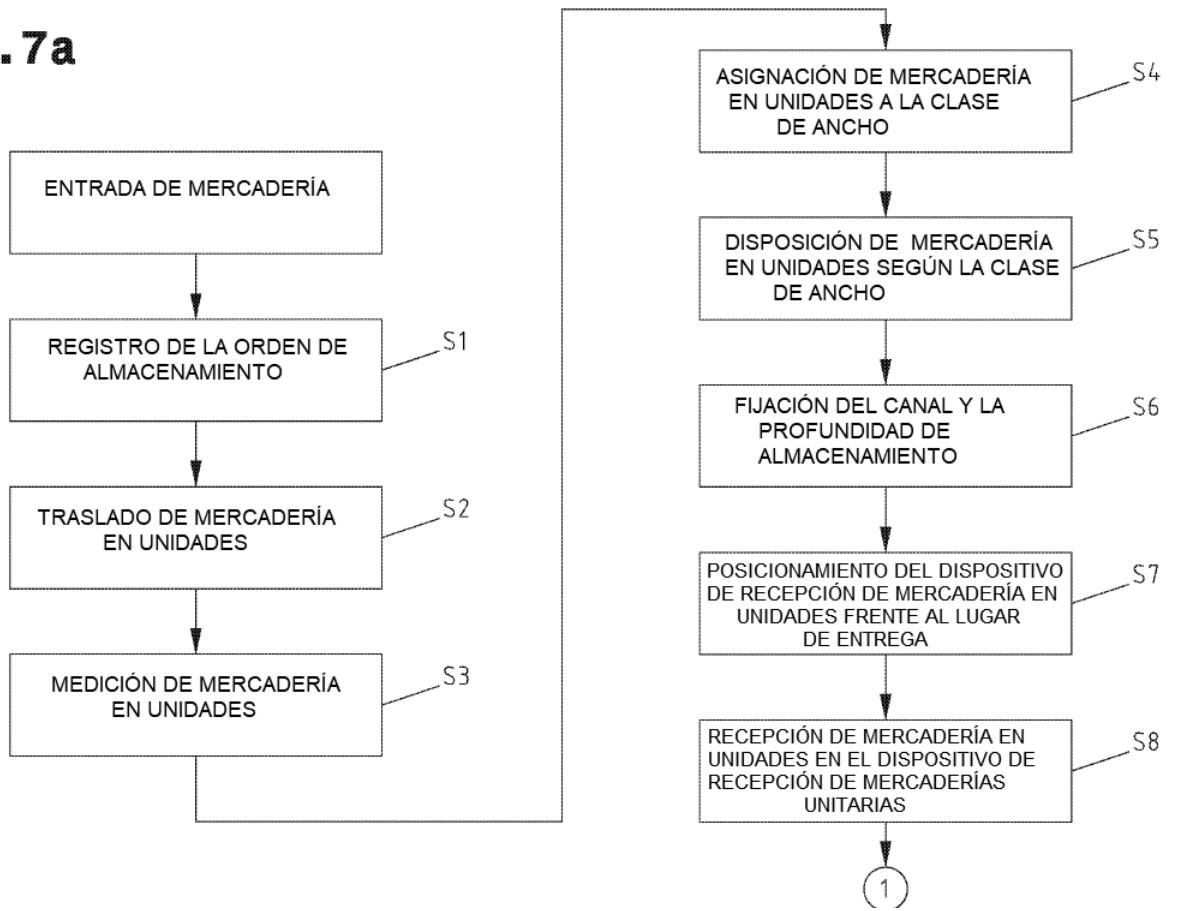 .7a
ENTRADA DE MERCADERÍA
REGISTRO DE LA ORDEN DE
ALMACENAMIENTO
S1
TRASLADO DE MERCADERÍA
EN UNIDADES
S2
MEDICIÓN DE MERCADERÍA
EN UNIDADES
S3
ASIGNACIÓN DE MERCADERÍA
EN UNIDADES A LA CLASE
DE ANCHO
S4
DISPOSICIÓN DE MERCADERÍA
EN UNIDADES SEGÚN LA CLASE
DE ANCHO
S5
FIJACIÓN DEL CANAL Y LA
PROFUNDIDAD DE
ALMACENAMIENTO
S6
POSICIONAMIENTO DEL DISPOSITIVO
DE RECEPCIÓN DE MERCADERÍA EN
UNIDADES FRENTE AL LUGAR
DE ENTREGA
S7
RECEPCIÓN DE MERCADERÍA EN
UNIDADES EN EL DISPOSITIVO DE
RECEPCIÓN DE MERCADERÍAS
UNITARIAS
S8
1